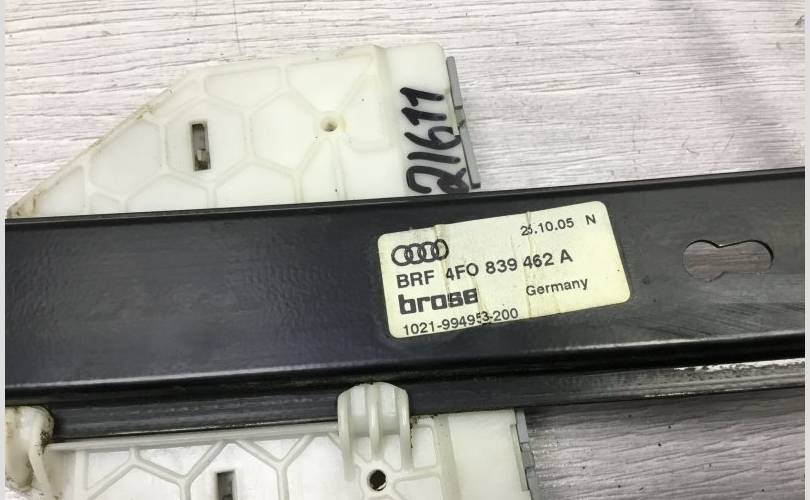 21611
25.10.05 N
BRF 4F0 839 462 A
brose Germany
1021-994953-200